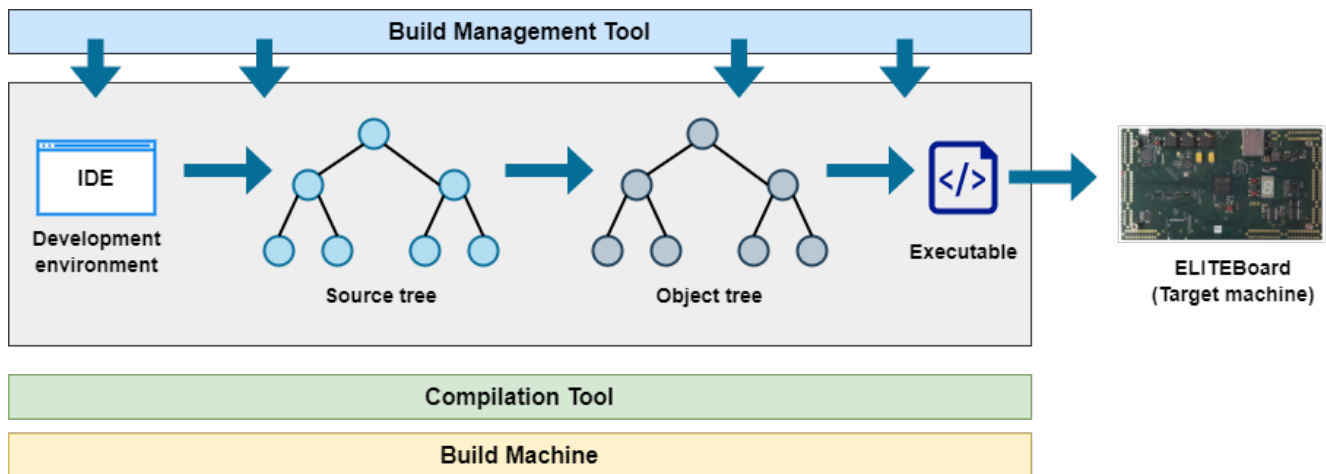 Build Management Tool
IDE
</>
Development
environment
Source tree
Object tree
Executable
ELITEBoard
(Target machine)
Compilation Tool
Build Machine